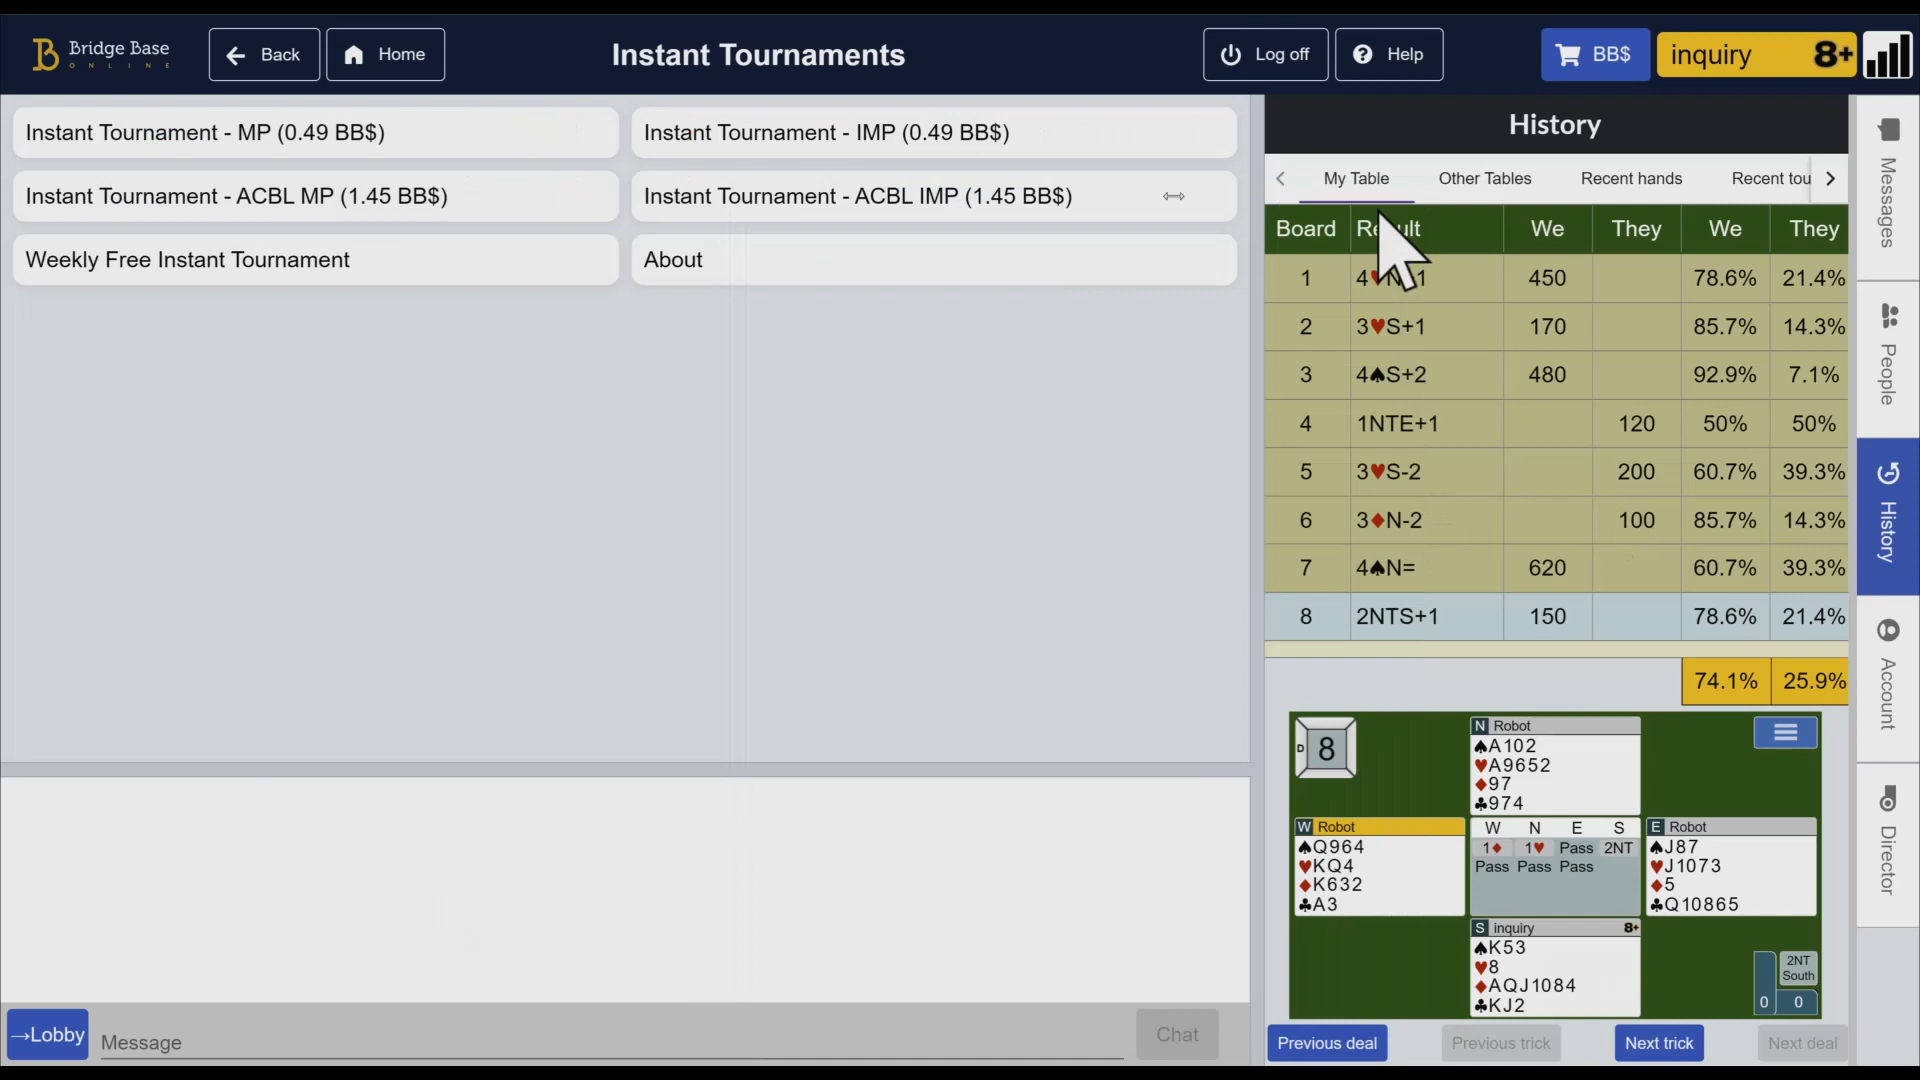 Bridge Base
ONLINE
Back
Home
Instant Tournaments
Log off
Help
BB$
inquiry 8+
Instant Tournament - MP (0.49 BB$)
Instant Tournament - IMP (0.49 BB$)
Instant Tournament - ACBL MP (1.45 BB$)
Instant Tournament - ACBL IMP (1.45 BB$)
Weekly Free Instant Tournament
About
History
My Table Other Tables Recent hands Recent tou
Board We They We They
1 450 78.6% 21.4%
2 3♥S+1 170 85.7% 14.3%
3 4♠S+2 480 92.9% 7.1%
4 1NTE+1 120 50% 50%
5 3♥S-2 200 60.7% 39.3%
6 3♦N-2 100 85.7% 14.3%
7 4♠N= 620 60.7% 39.3%
8 2NTS+1 150 78.6% 21.4%
74.1% 25.9%
D 8
N Robot
♠A102
♥A9652
♦97
♣974
W Robot
♠Q964
♥KQ4
♦K632
♣A3
W N E S
1♦ 1♥ Pass 2NT
Pass Pass Pass
E Robot
♠J87
♥J1073
♦5
♣Q10865
S inquiry 8+
♠K53
♥8
♦AQJ1084
♣KJ2
2NT
South
0 0
Previous deal Previous trick Next trick Next deal
Messages
People
History
Account
Director
→Lobby
Message
Chat